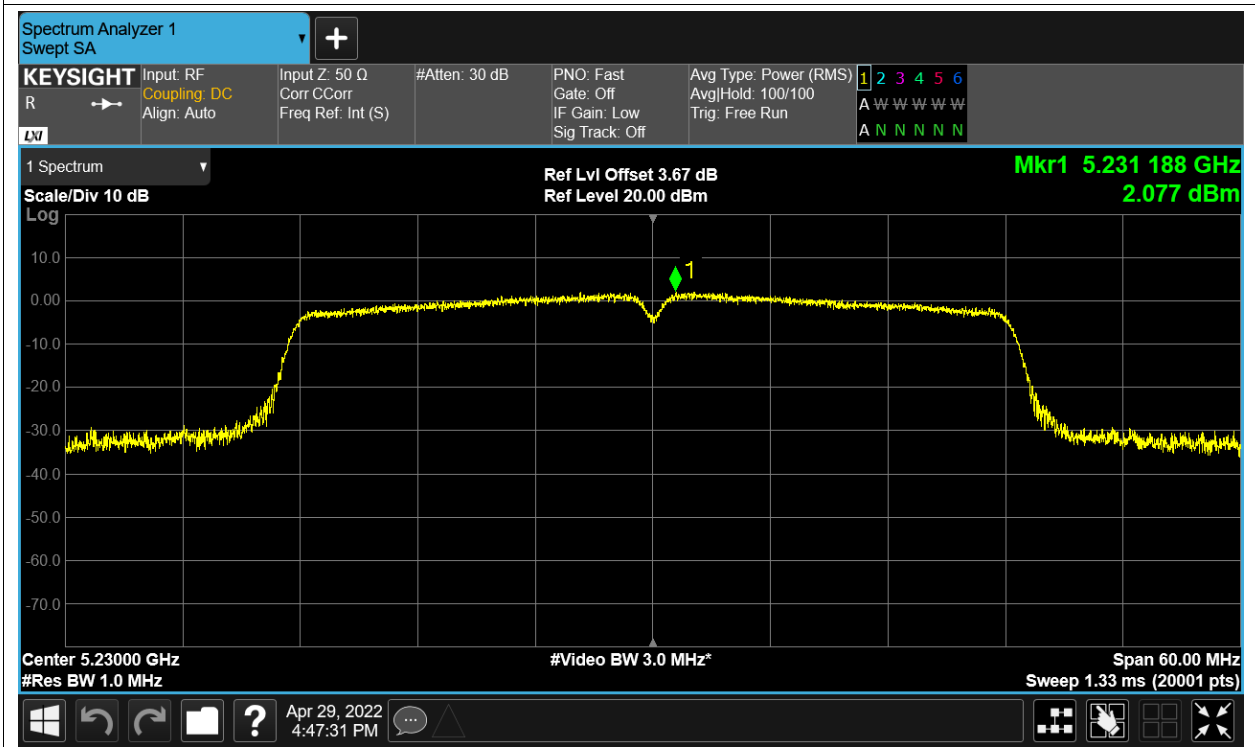 Spectrum Analyzer 1
Swept SA
+
KEYSIGHT
R
LXI
Input: RF
Coupling: DC
Align: Auto
Input Z: 50 Ω
Corr CCorr
Freq Ref: Int (S)
#Atten: 30 dB
PNO: Fast
Gate: Off
IF Gain: Low
Sig Track: Off
Avg Type: Power (RMS)
Avg|Hold: 100/100
Trig: Free Run
1 2 3 4 5 6
A W W W W W
A N N N N N
1 Spectrum
Scale/Div 10 dB
Log
Ref Lvl Offset 3.67 dB
Ref Level 20.00 dBm
Mkr1 5.231 188 GHz
2.077 dBm
1
10.0
0.00
-10.0
-20.0
-30.0
-40.0
-50.0
-60.0
-70.0
Center 5.23000 GHz
#Res BW 1.0 MHz
#Video BW 3.0 MHz*
Span 60.00 MHz
Sweep 1.33 ms (20001 pts)
?
Apr 29, 2022
4:47:31 PM